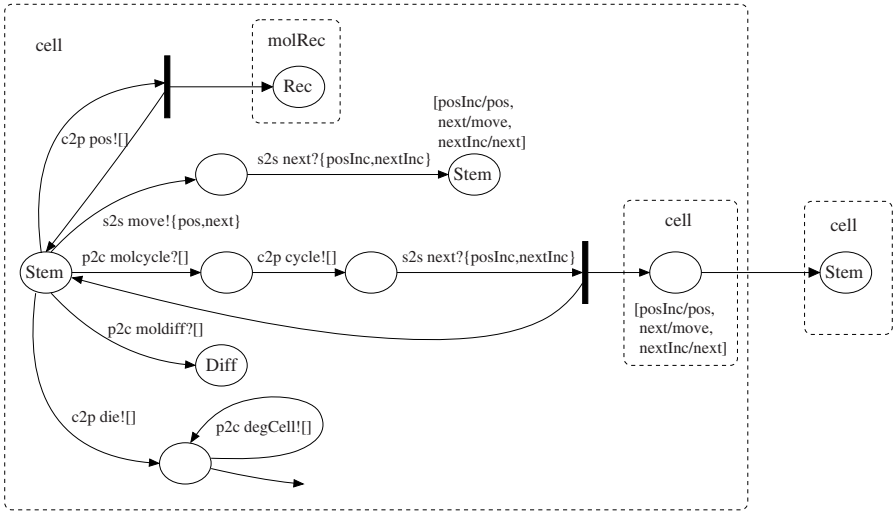 cell
molRec
Rec
[posInc/pos,
next/move,
nextInc/next]
c2p pos![]
s2s next?{posInc,nextInc}
Stem
s2s move!{pos,next}
cell
cell
Stem
p2c molcycle?[]
c2p cycle![]
s2s next?{posInc,nextInc}
Stem
[posInc/pos,
next/move,
nextInc/next]
p2c moldiff?[]
Diff
c2p die![]
p2c degCell![]